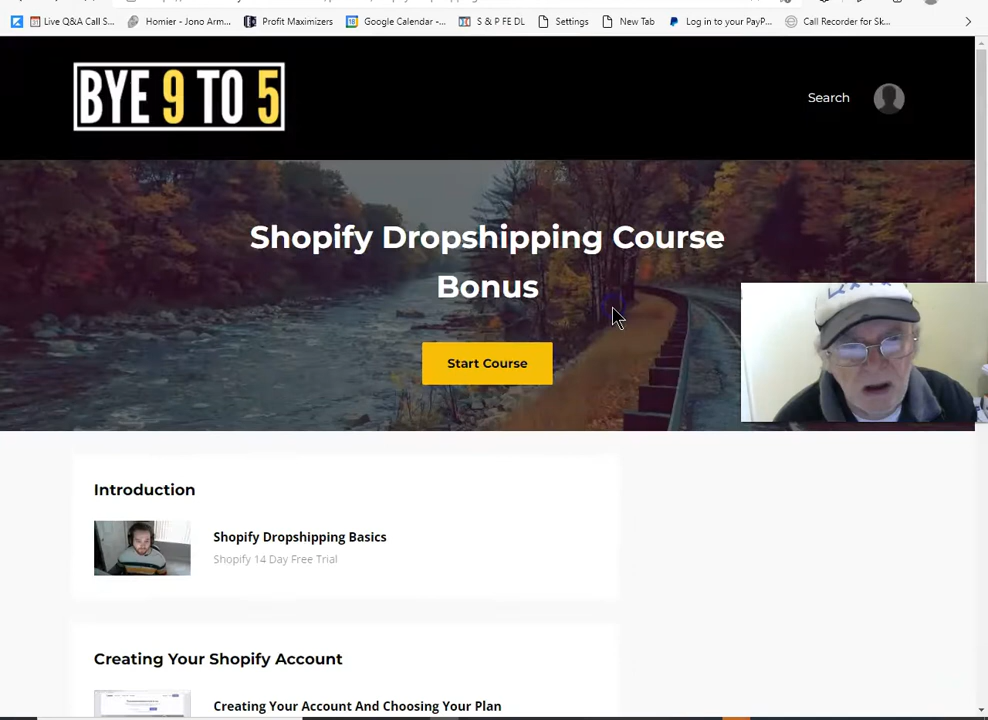 Live Q&A Call S...
Homier - Jono Arm...
Profit Maximizers
Google Calendar -...
S & P FE DL
Settings
New Tab
Log in to your PayP...
Call Recorder for Sk...
BYE 9 TO 5
Search
Shopify Dropshipping Course
Bonus
Start Course
Introduction
Shopify Dropshipping Basics
Shopify 14 Day Free Trial
Creating Your Shopify Account
Creating Your Account And Choosing Your Plan